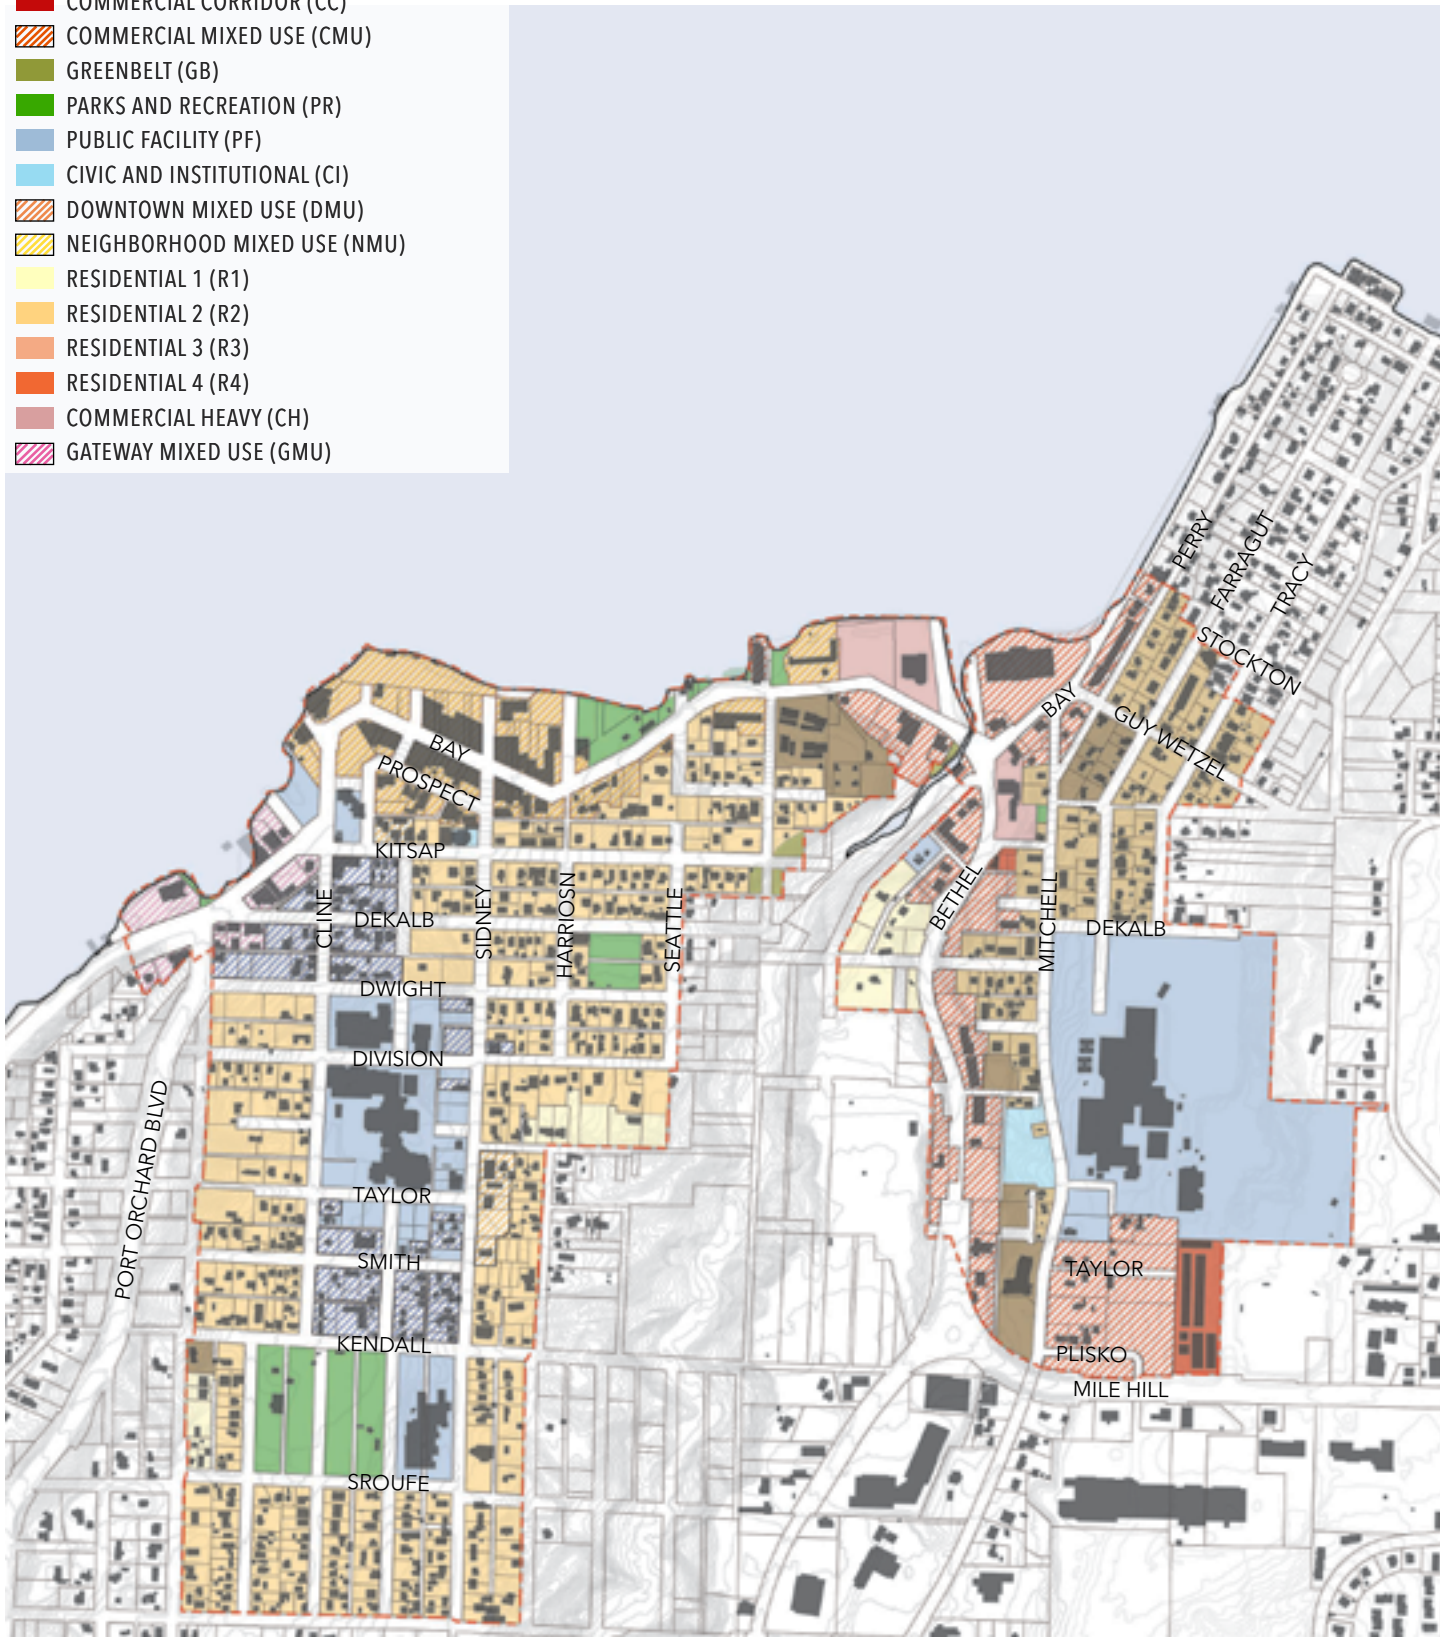 COMMERCIAL CORRIDOR (CC)
COMMERCIAL MIXED USE (CMU)
GREENBELT (GB)
PARKS AND RECREATION (PR)
PUBLIC FACILITY (PF)
CIVIC AND INSTITUTIONAL (CI)
DOWNTOWN MIXED USE (DMU)
NEIGHBORHOOD MIXED USE (NMU)
RESIDENTIAL 1 (R1)
RESIDENTIAL 2 (R2)
RESIDENTIAL 3 (R3)
RESIDENTIAL 4 (R4)
COMMERCIAL HEAVY (CH)
GATEWAY MIXED USE (GMU)
PERRY
FARRAGUT
TRACY
STOCKTON
BAY
GUY WETZEL
BAY
PROSPECT
KITSAP
CLINE
DEKALB
SIDNEY
HARRIOSN
SEATTLE
BETHEL
MITCHELL
DEKALB
DWIGHT
DIVISION
PORT ORCHARD BLVD
TAYLOR
SMITH
TAYLOR
KENDALL
PLISKO
MILE HILL
SROUFE